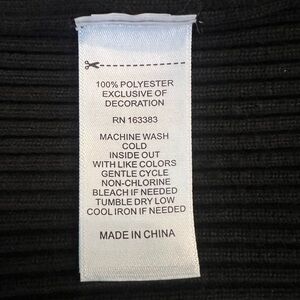 100% POLYESTER
EXCLUSIVE OF
DECORATION
RN 163383
MACHINE WASH
COLD
INSIDE OUT
WITH LIKE COLORS
GENTLE CYCLE
NON-CHLORINE
BLEACH IF NEEDED
TUMBLE DRY LOW
COOL IRON IF NEEDED
MADE IN CHINA